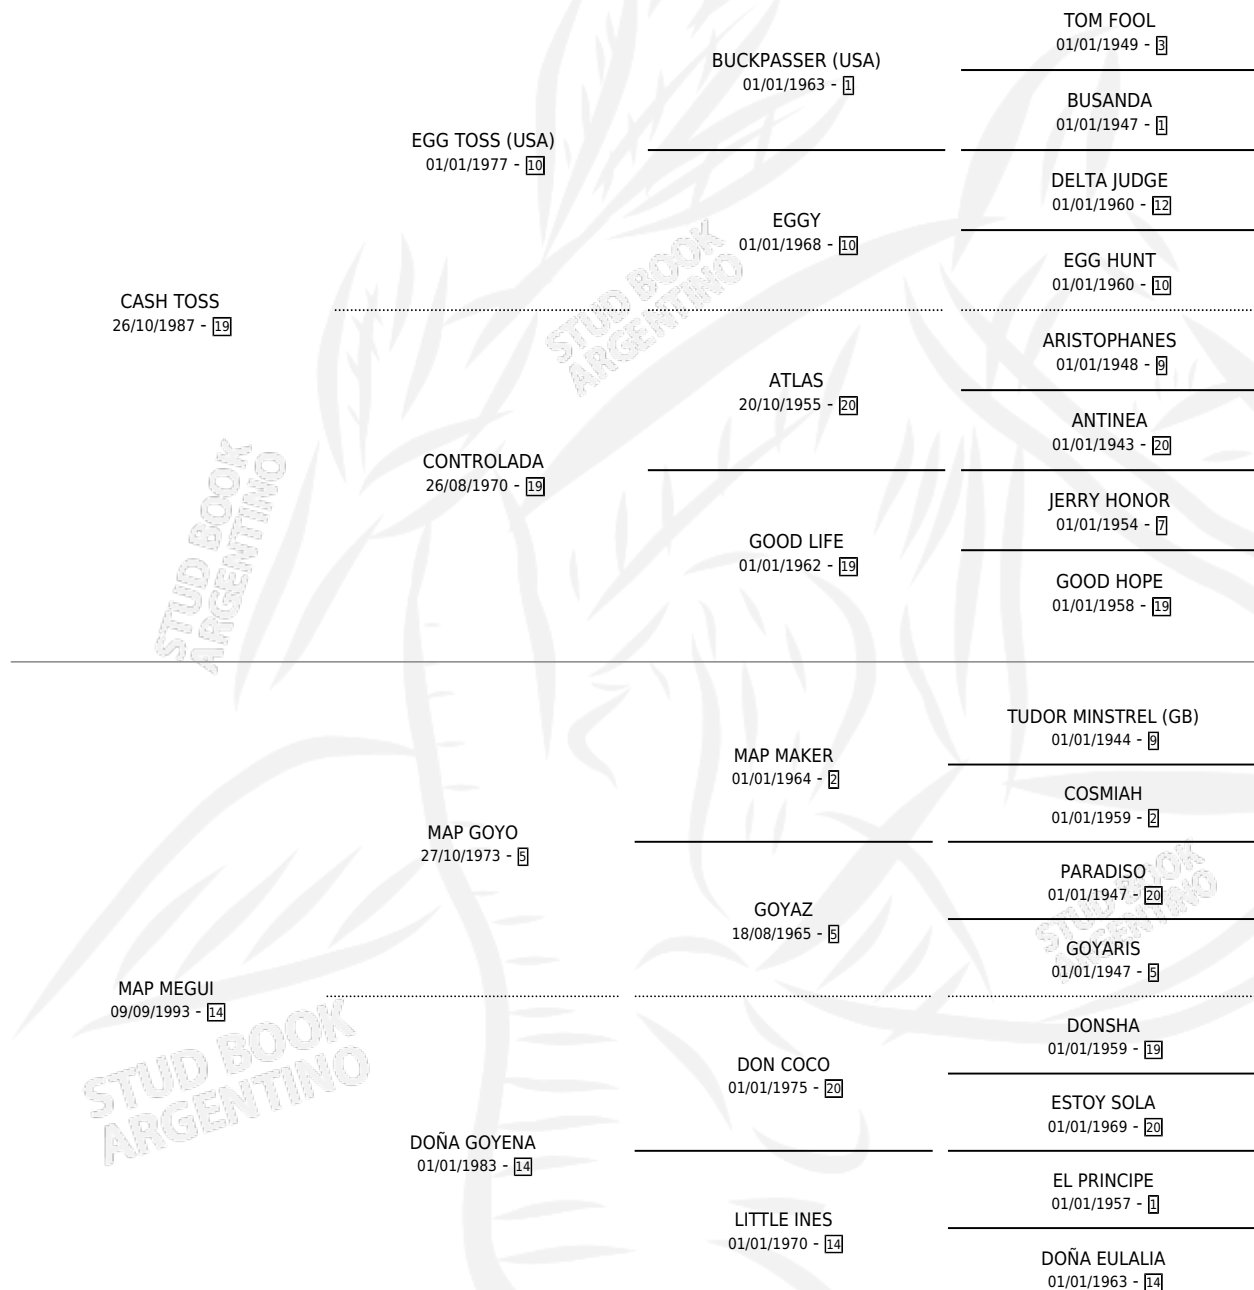 TOM FOOL
01/01/1949 - 3
BUCKPASSER (USA)
01/01/1963 - 1
BUSANDA
01/01/1947 - 1
EGG TOSS (USA)
01/01/1977 - 10
DELTA JUDGE
01/01/1960 - 12
EGGY
01/01/1968 - 10
EGG HUNT
01/01/1960 - 10
CASH TOSS
26/10/1987 - 19
ARISTOPHANES
01/01/1948 - 9
ATLAS
20/10/1955 - 20
ANTINEA
01/01/1943 - 20
CONTROLADA
26/08/1970 - 19
JERRY HONOR
01/01/1954 - 7
GOOD LIFE
01/01/1962 - 19
GOOD HOPE
01/01/1958 - 19
TUDOR MINSTREL (GB)
01/01/1944 - 9
MAP MAKER
01/01/1964 - 2
COSMIAH
01/01/1959 - 2
MAP GOYO
27/10/1973 - 5
PARADISO
01/01/1947 - 20
GOYAZ
18/08/1965 - 5
GOYARIS
01/01/1947 - 5
MAP MEGUI
09/09/1993 - 14
DONSHA
01/01/1959 - 19
DON COCO
01/01/1975 - 20
ESTOY SOLA
01/01/1969 - 20
DOÑA GOYENA
01/01/1983 - 14
EL PRINCIPE
01/01/1957 - 1
LITTLE INES
01/01/1970 - 14
DOÑA EULALIA
01/01/1963 - 14
STUD BOOK
ARGENTINO
STUD BOOK
ARGENTINO
STUD BOOK
ARGENTINO
STUD BOOK
ARGENTINO